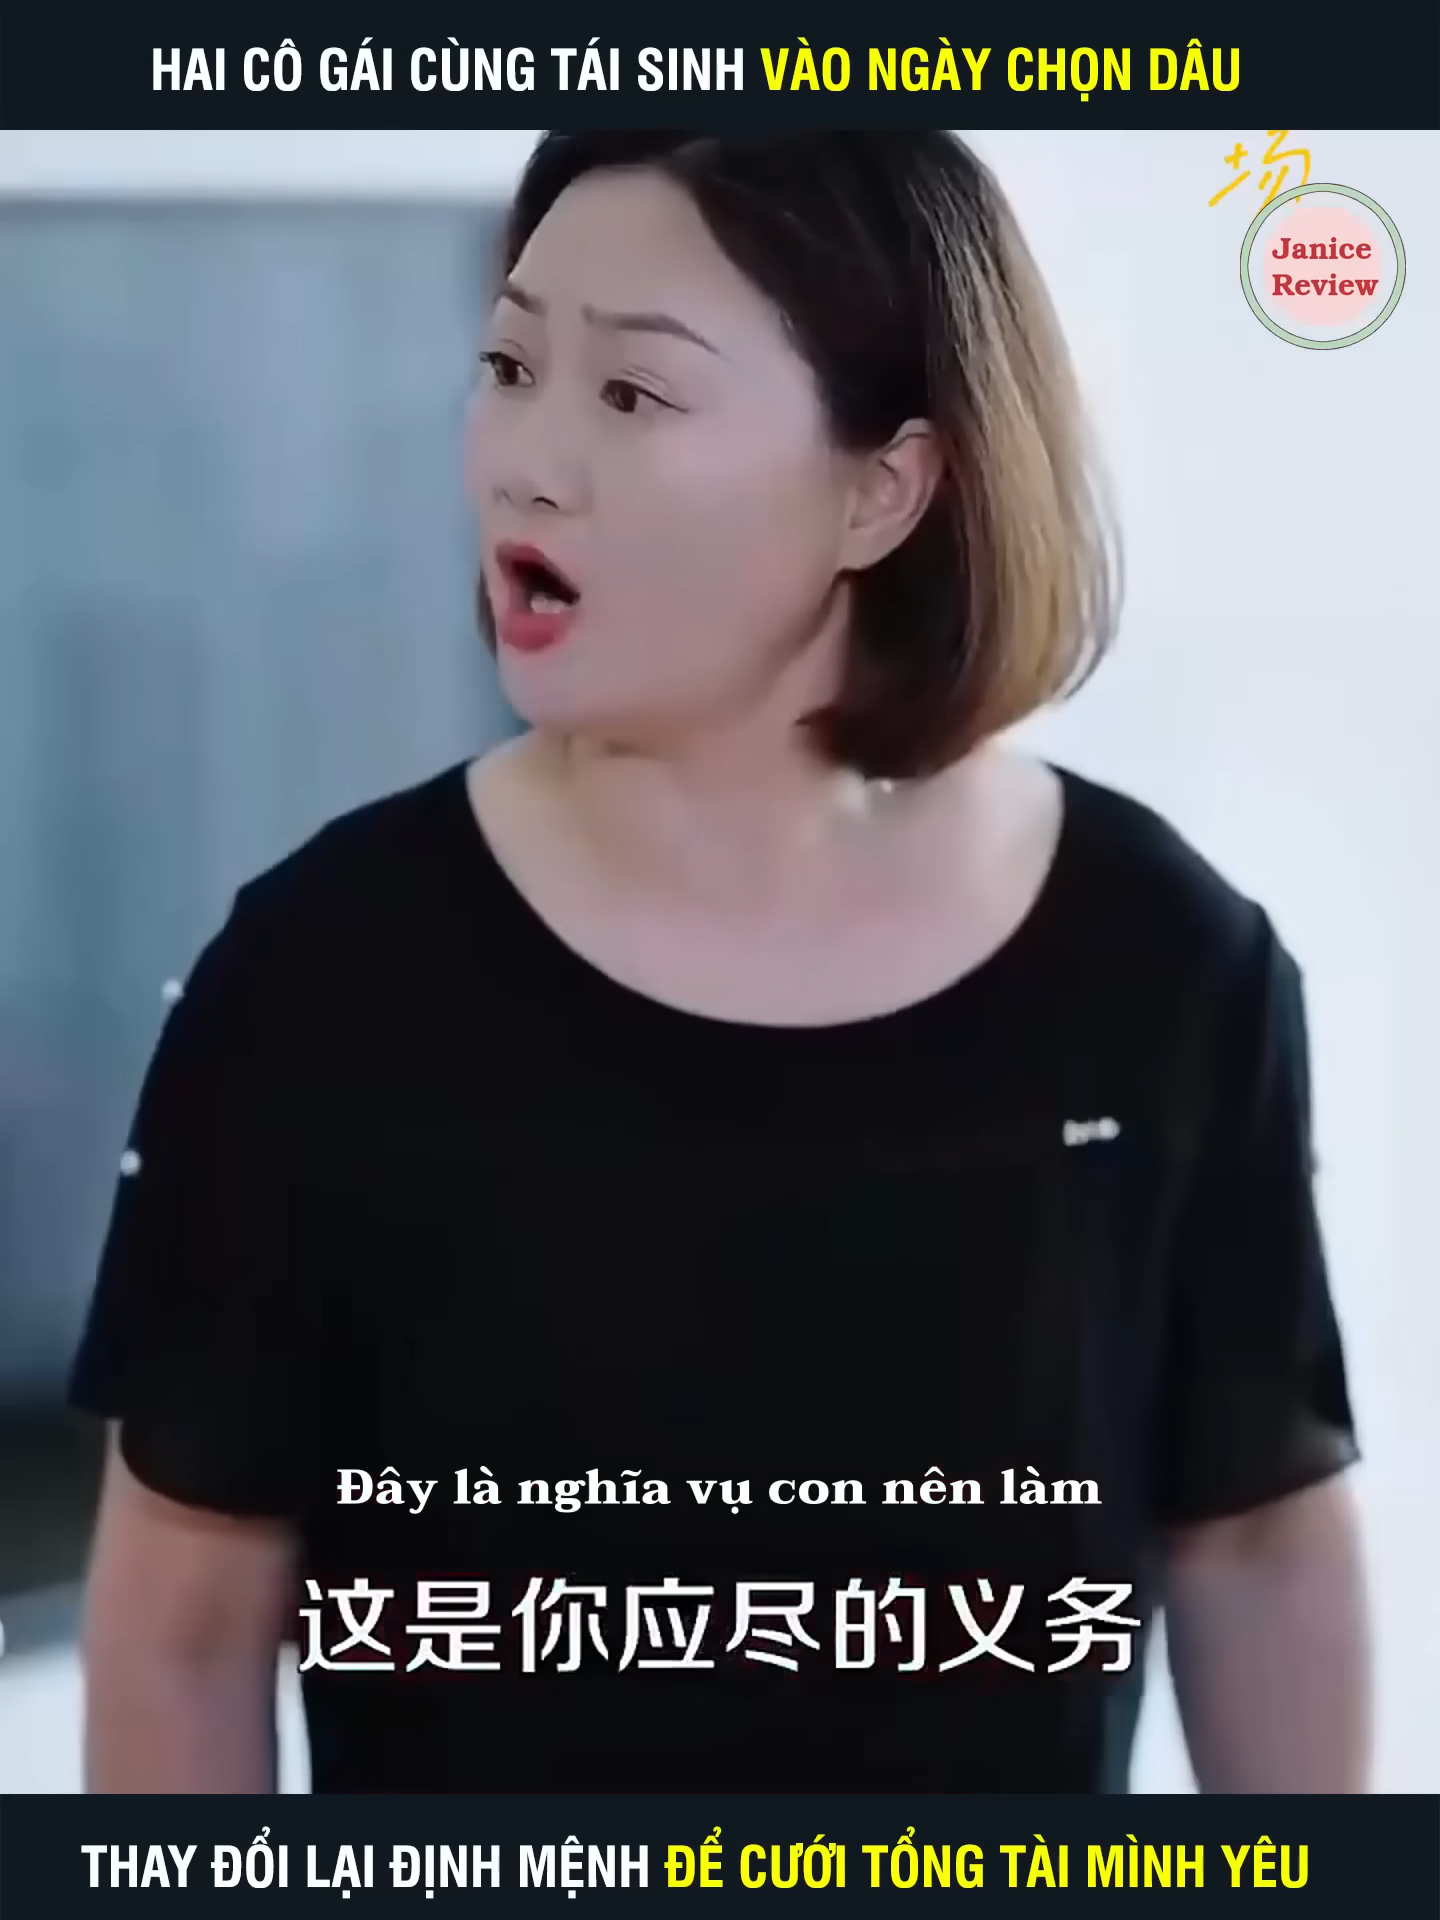 HAI CÔ GÁI CÙNG TÁI SINH VÀO NGÀY CHỌN DÂU
场
Janice
Review
Đây là nghĩa vụ con nên làm
这是你应尽的义务
THAY ĐỔI LẠI ĐỊNH MỆNH ĐỂ CƯỚI TỔNG TÀI MÌNH YÊU